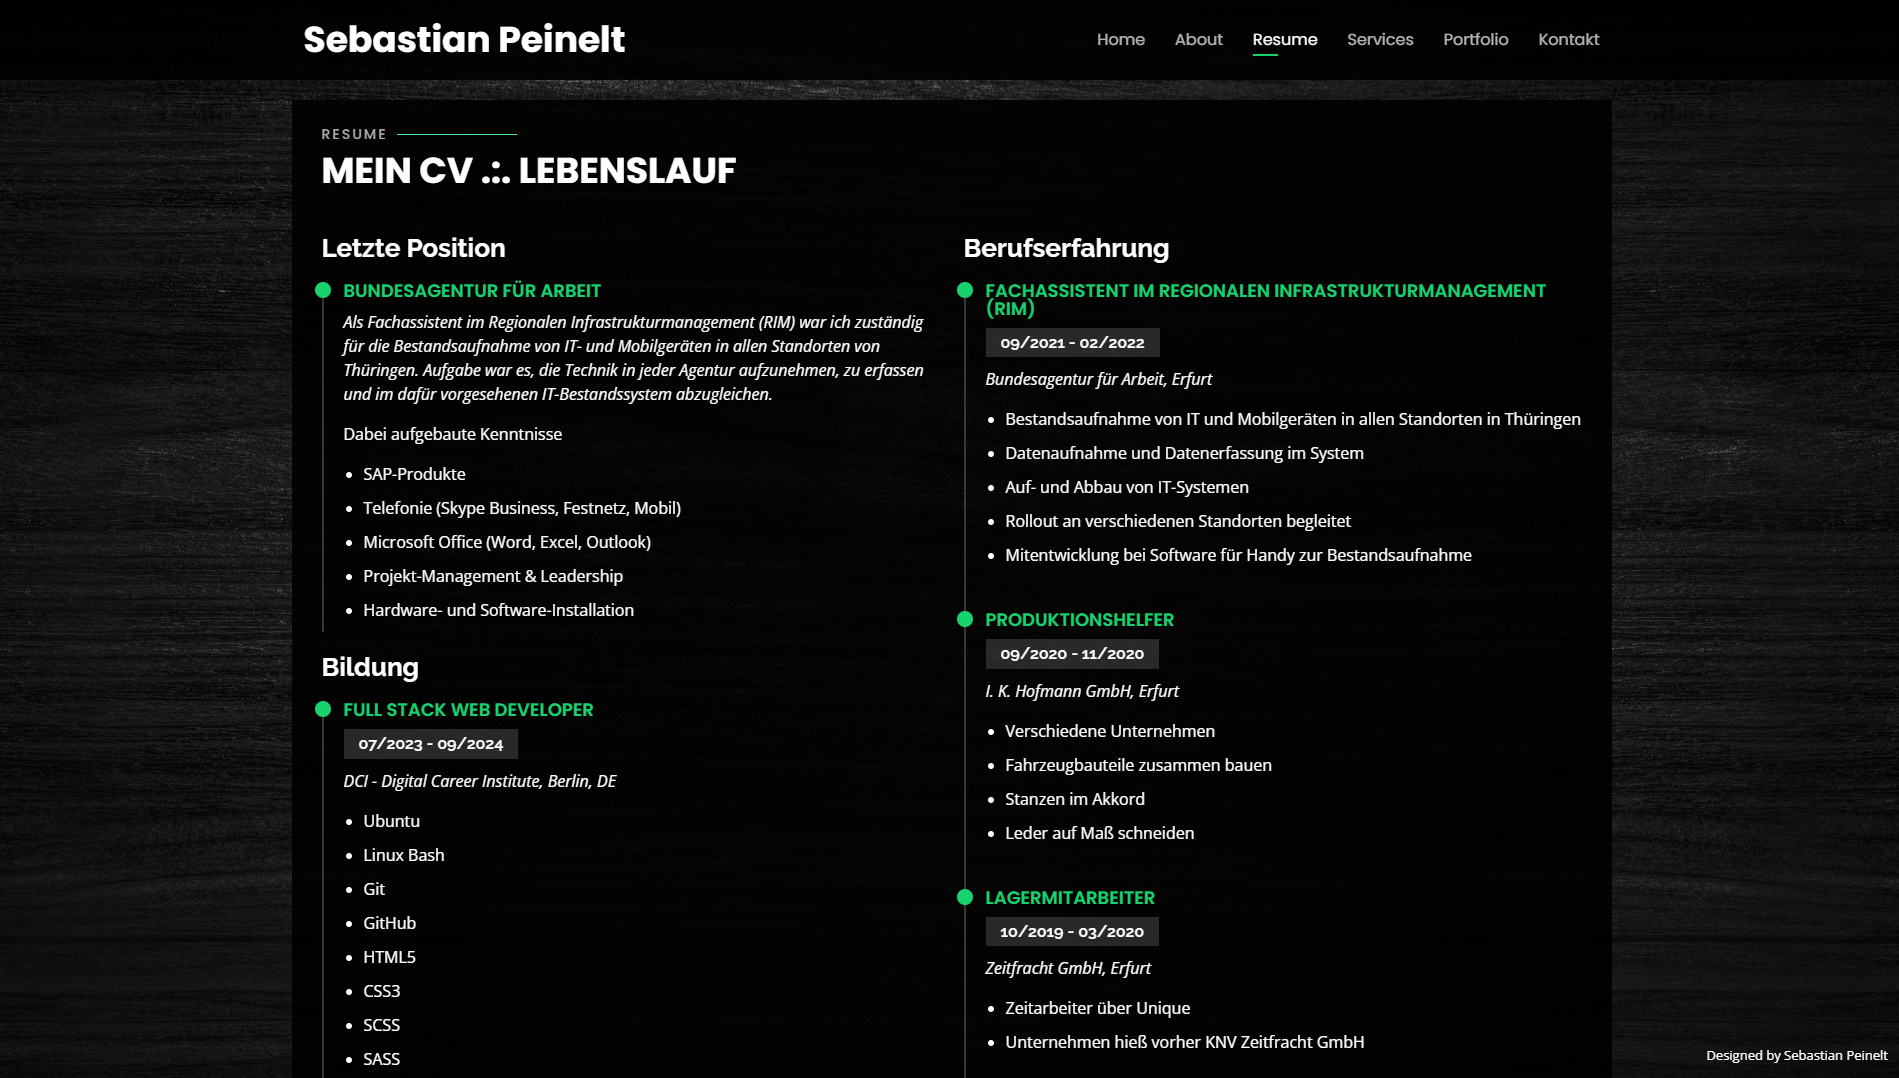 Sebastian Peinelt
Home
About
Resume
Services
Portfolio
Kontakt
RESUME
MEIN CV .:. LEBENSLAUF
Letzte Position
BUNDESAGENTUR FÜR ARBEIT
Als Fachassistent im Regionalen Infrastrukturmanagement (RIM) war ich zuständig
für die Bestandsaufnahme von IT- und Mobilgeräten in allen Standorten von
Thüringen. Aufgabe war es, die Technik in jeder Agentur aufzunehmen, zu erfassen
und im dafür vorgesehenen IT-Bestandssystem abzugleichen.
Dabei aufgebaute Kenntnisse
SAP-Produkte
Telefonie (Skype Business, Festnetz, Mobil)
Microsoft Office (Word, Excel, Outlook)
Projekt-Management & Leadership
Hardware- und Software-Installation
Bildung
FULL STACK WEB DEVELOPER
07/2023 - 09/2024
DCI - Digital Career Institute, Berlin, DE
Ubuntu
Linux Bash
Git
GitHub
HTML5
CSS3
SCSS
SASS
Berufserfahrung
FACHASSISTENT IM REGIONALEN INFRASTRUKTURMANAGEMENT
(RIM)
09/2021 - 02/2022
Bundesagentur für Arbeit, Erfurt
Bestandsaufnahme von IT und Mobilgeräten in allen Standorten in Thüringen
Datenaufnahme und Datenerfassung im System
Auf- und Abbau von IT-Systemen
Rollout an verschiedenen Standorten begleitet
Mitentwicklung bei Software für Handy zur Bestandsaufnahme
PRODUKTIONSHELFER
09/2020 - 11/2020
I. K. Hofmann GmbH, Erfurt
Verschiedene Unternehmen
Fahrzeugbauteile zusammen bauen
Stanzen im Akkord
Leder auf Maß schneiden
LAGERMITARBEITER
10/2019 - 03/2020
Zeitfracht GmbH, Erfurt
Zeitarbeiter über Unique
Unternehmen hieß vorher KNV Zeitfracht GmbH
Designed by Sebastian Peinelt